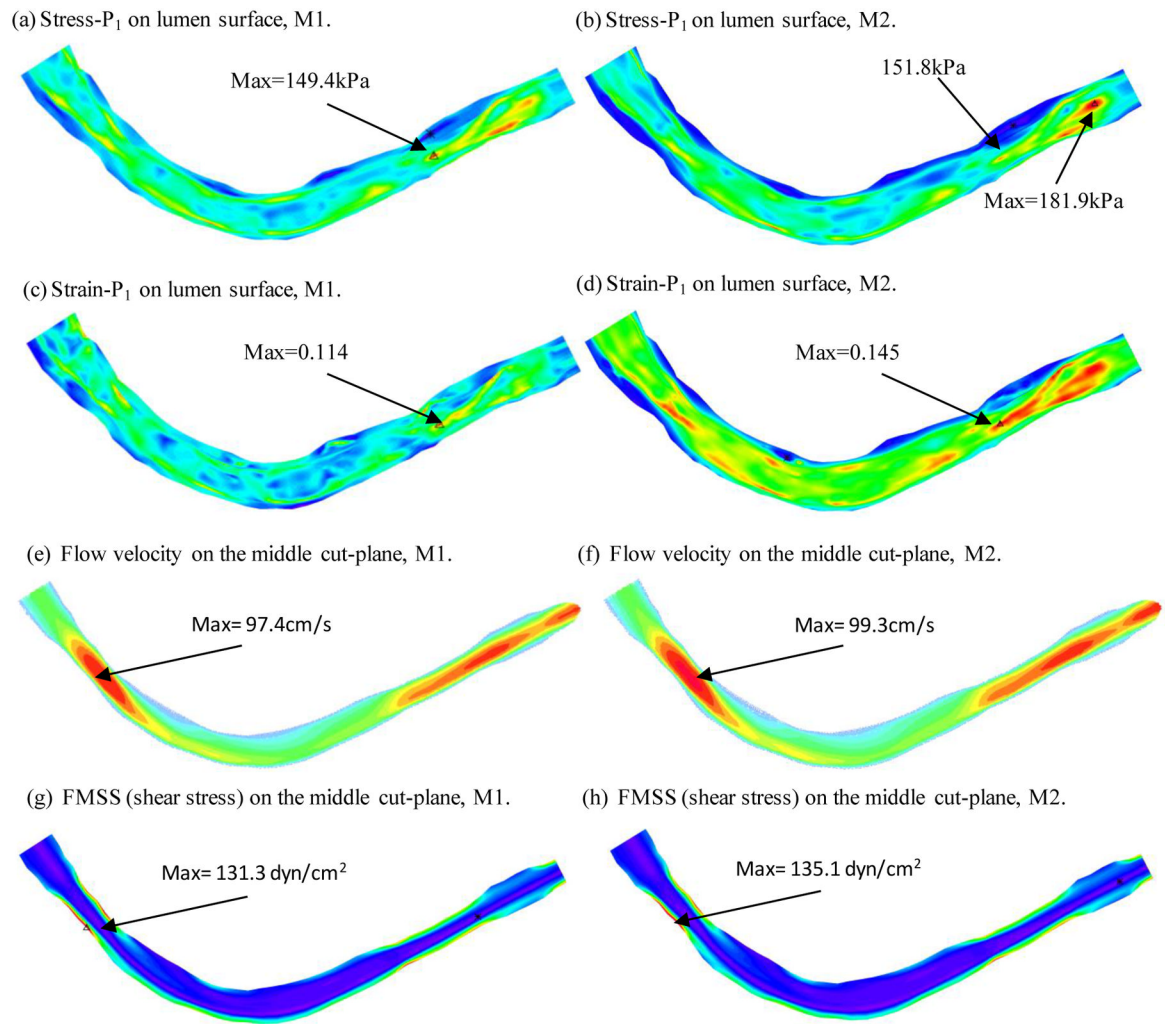 (a) Stress-P₁ on lumen surface, M1.
(b) Stress-P₁ on lumen surface, M2.
Max=149.4kPa
151.8kPa
Max=181.9kPa
(c) Strain-P₁ on lumen surface, M1.
(d) Strain-P₁ on lumen surface, M2.
Max=0.114
Max=0.145
(e) Flow velocity on the middle cut-plane, M1.
(f) Flow velocity on the middle cut-plane, M2.
Max= 97.4cm/s
Max= 99.3cm/s
(g) FMSS (shear stress) on the middle cut-plane, M1.
(h) FMSS (shear stress) on the middle cut-plane, M2.
Max= 131.3 dyn/cm²
Max= 135.1 dyn/cm²